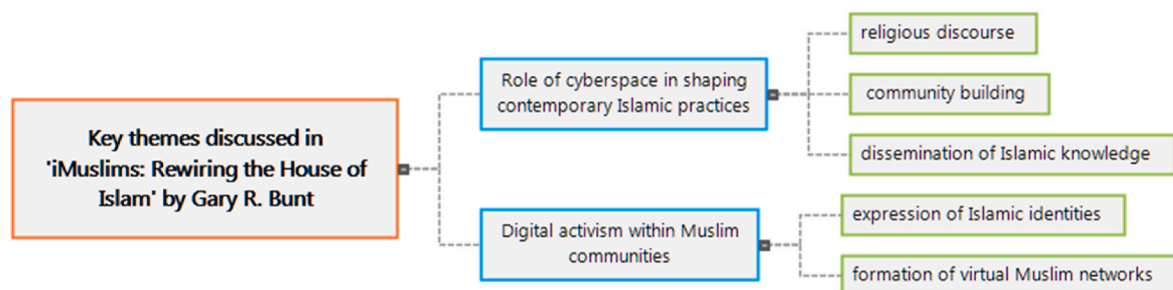 Key themes discussed in
'iMuslims: Rewiring the House of
Islam' by Gary R. Bunt
Role of cyberspace in shaping
contemporary Islamic practices
religious discourse
community building
dissemination of Islamic knowledge
Digital activism within Muslim
communities
expression of Islamic identities
formation of virtual Muslim networks